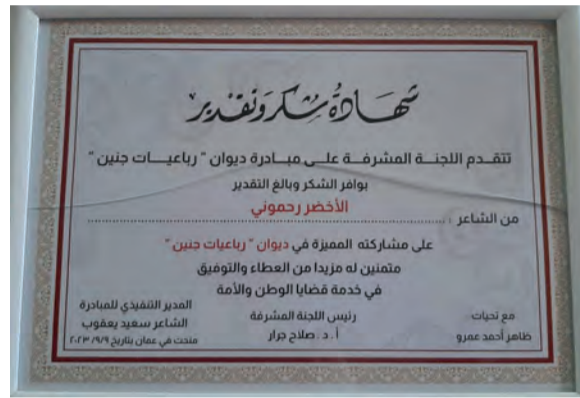 شهادة شكر وتقدير
تتقدم اللجنة المشرفة على مبادرة ديوان " رباعيات جنين "
بوافر الشكر وبالغ التقدير
من الشاعر : الأخضر رحموني
على مشاركته المميزة في ديوان " رباعيات جنين "
متمنين له مزيدا من العطاء والتوفيق
في خدمة قضايا الوطن والأمة
مع تحيات
ظاهر أحمد عمرو
رئيس اللجنة المشرفة
أ . د . صلاح جرار
المدير التنفيذي للمبادرة
الشاعر سعيد يعقوب
منحت في عمان بتاريخ ٢٠٢٣/٩/٩